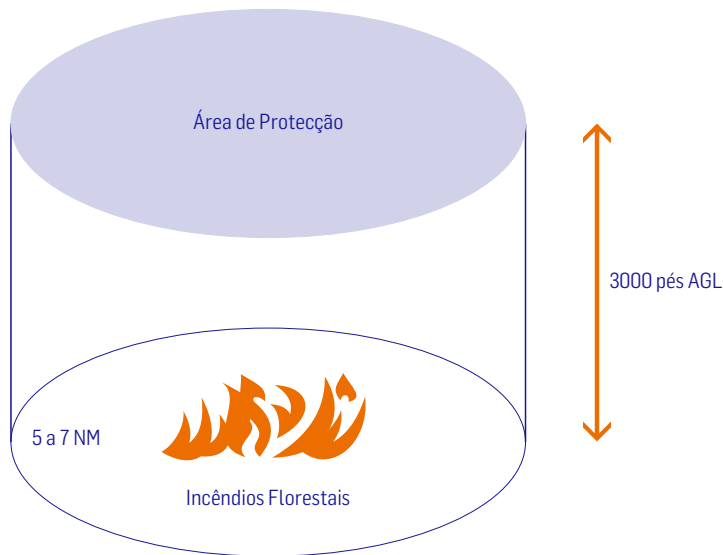 Área de Protecção
3000 pés AGL
5 a 7 NM
Incêndios Florestais